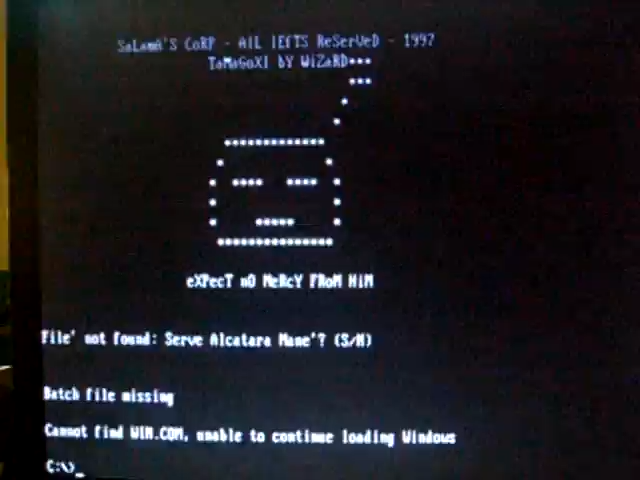 SaLamá'S CoRP - AlL lEfTS ReSerVeD - 1997
TaMaGoXI bY WiZaRD
eXPecT nO MeRcY FRoM HiM
File' not found: Serve Alcatara Mane'? (S/N)
Batch file missing
Cannot find WIN.COM, unable to continue loading Windows
C:\>_